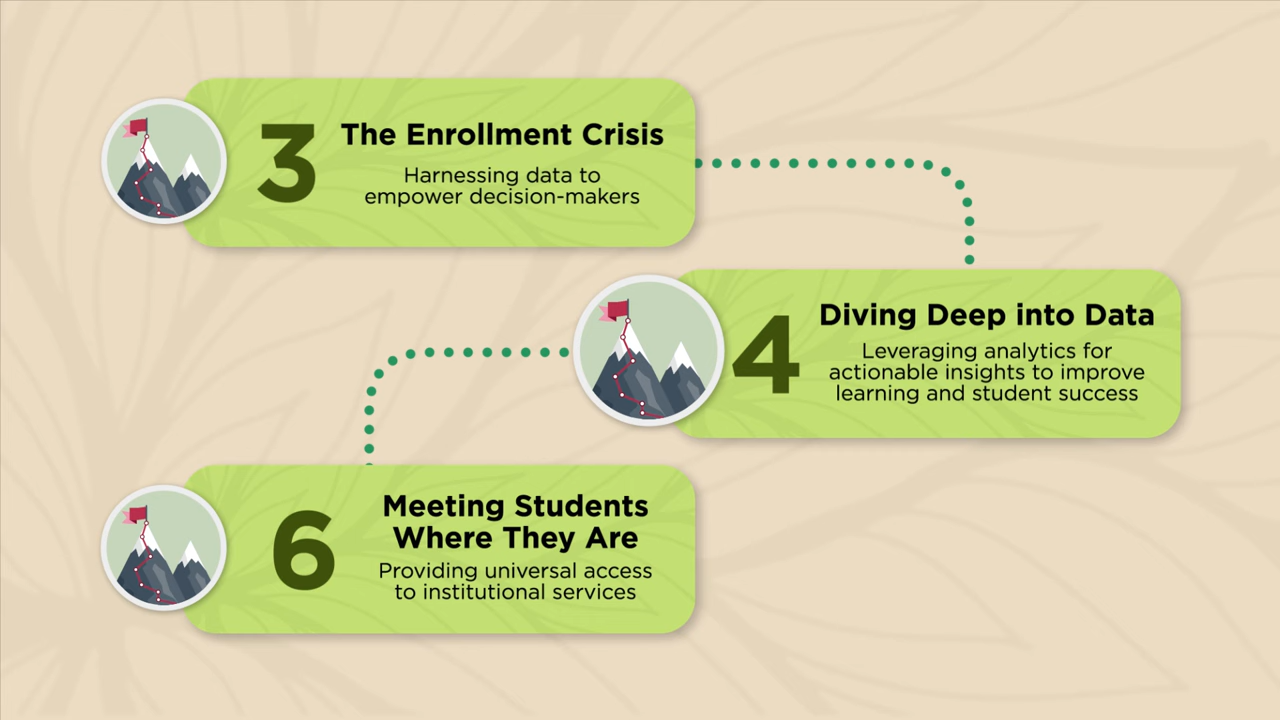 3
The Enrollment Crisis
Harnessing data to
empower decision-makers
4
Diving Deep into Data
Leveraging analytics for
actionable insights to improve
learning and student success
6
Meeting Students
Where They Are
Providing universal access
to institutional services